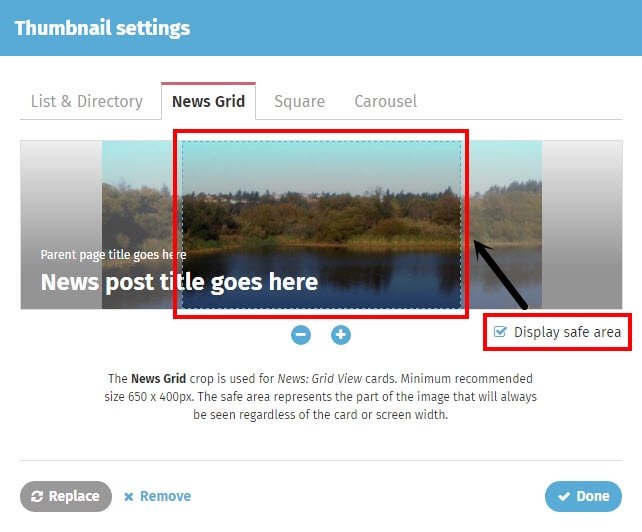 Thumbnail settings
List & Directory News Grid Square Carousel
Parent page title goes here
News post title goes here
Display safe area
The News Grid crop is used for News: Grid View cards. Minimum recommended
size 650 x 400px. The safe area represents the part of the image that will always
be seen regardless of the card or screen width.
Replace Remove Done